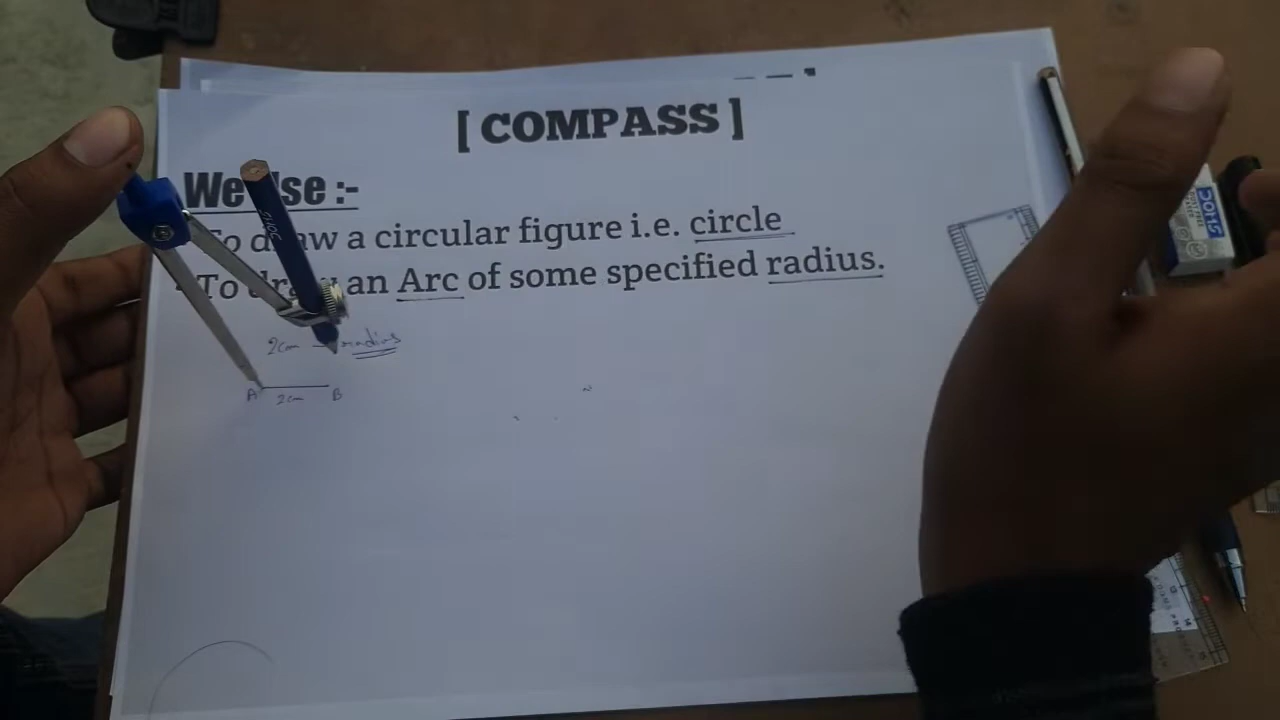 [ COMPASS ]
We Use :-
To draw a circular figure i.e. circle
To draw an Arc of some specified radius.
2cm - radius
A 2cm B